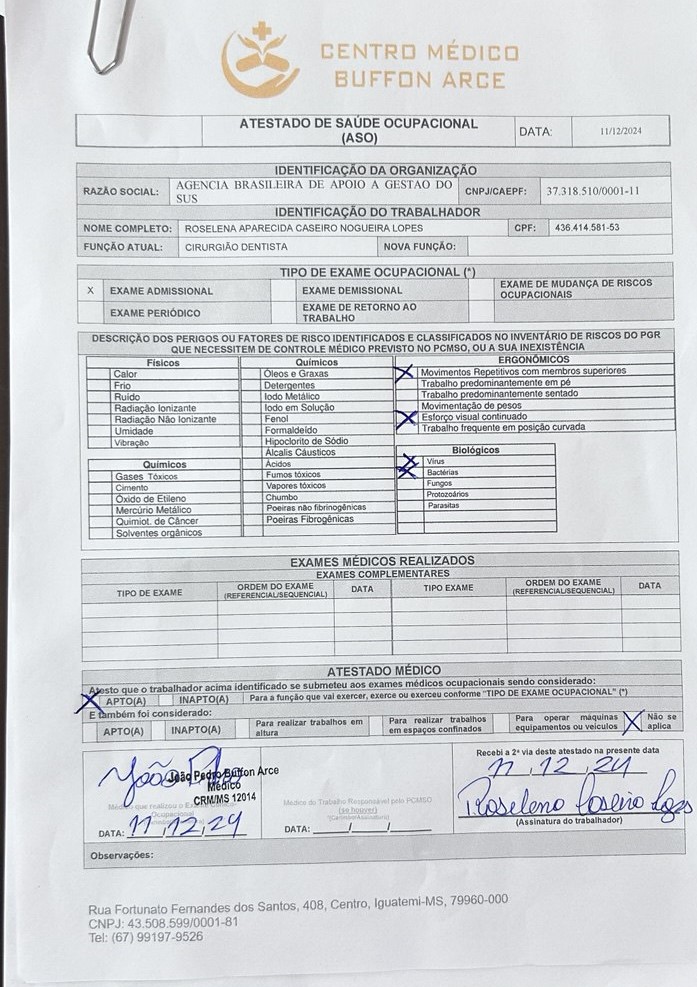 CENTRO MÉDICO
BUFFON ARCE
ATESTADO DE SAÚDE OCUPACIONAL
(ASO)
DATA:
11/12/2024
IDENTIFICAÇÃO DA ORGANIZAÇÃO
RAZÃO SOCIAL:
AGENCIA BRASILEIRA DE APOIO A GESTAO DO
SUS
CNPJ/CAEPF:
37.318.510/0001-11
IDENTIFICAÇÃO DO TRABALHADOR
NOME COMPLETO:
ROSELENA APARECIDA CASEIRO NOGUEIRA LOPES
CPF:
436.414.581-53
FUNÇÃO ATUAL:
CIRURGIÃO DENTISTA
NOVA FUNÇÃO:
TIPO DE EXAME OCUPACIONAL (*)
X
EXAME ADMISSIONAL
EXAME DEMISSIONAL
EXAME DE MUDANÇA DE RISCOS
OCUPACIONAIS
EXAME PERIÓDICO
EXAME DE RETORNO AO
TRABALHO
DESCRIÇÃO DOS PERIGOS OU FATORES DE RISCO IDENTIFICADOS E CLASSIFICADOS NO INVENTÁRIO DE RISCOS DO PGR
QUE NECESSITEM DE CONTROLE MÉDICO PREVISTO NO PCMSO, OU A SUA INEXISTÊNCIA
Físicos
Calor
Frio
Ruído
Radiação Ionizante
Radiação Não Ionizante
Umidade
Vibração
Químicos
Gases Tóxicos
Cimento
Óxido de Etileno
Mercúrio Metálico
Quimiot. de Câncer
Solventes orgânicos
Químicos
Óleos e Graxas
Detergentes
Iodo Metálico
Iodo em Solução
Fenol
Formaldeído
Hipoclorito de Sódio
Álcalis Cáusticos
Ácidos
Fumos tóxicos
Vapores tóxicos
Chumbo
Poeiras não fibrinogênicas
Poeiras Fibrogênicas
ERGONÔMICOS
X Movimentos Repetitivos com membros superiores
Trabalho predominantemente em pé
Trabalho predominantemente sentado
Movimentação de pesos
X Esforço visual continuado
Trabalho frequente em posição curvada
Biológicos
X Vírus
X Bactérias
Fungos
Protozoários
Parasitas
EXAMES MÉDICOS REALIZADOS
EXAMES COMPLEMENTARES
TIPO DE EXAME
ORDEM DO EXAME
(REFERENCIAL/SEQUENCIAL)
DATA
TIPO EXAME
ORDEM DO EXAME
(REFERENCIAL/SEQUENCIAL)
DATA
ATESTADO MÉDICO
Atesto que o trabalhador acima identificado se submeteu aos exames médicos ocupacionais sendo considerado:
X APTO(A)
INAPTO(A)
Para a função que vai exercer, exerce ou exerceu conforme "TIPO DE EXAME OCUPACIONAL" (*)
E também foi considerado:
APTO(A)
INAPTO(A)
Para realizar trabalhos em
altura
Para realizar trabalhos
em espaços confinados
Para operar máquinas
equipamentos ou veículos
X Não se
aplica
João Pedro Buffon Arce
Médico
CRM/MS 12014
Médico que realizou o Exame
Ocupacional
DATA: 11/12/24
Médico do Trabalho Responsável pelo PCMSO
(se houver)
(Carimbo/Assinatura)
DATA: ____/____/____
Recebi a 2ª via deste atestado na presente data
11, 12, 24
Roselena Caseiro Lopes
(Assinatura do trabalhador)
Observações:
Rua Fortunato Fernandes dos Santos, 408, Centro, Iguatemi-MS, 79960-000
CNPJ: 43.508.599/0001-81
Tel: (67) 99197-9526